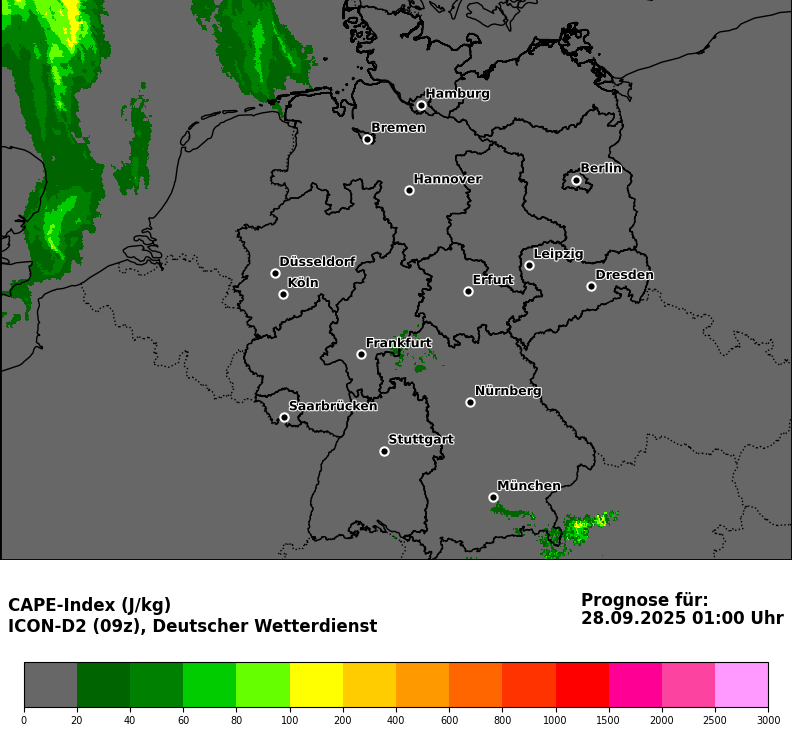 Hamburg
Bremen
Berlin
Hannover
Leipzig
Düsseldorf
Dresden
Köln
Erfurt
Frankfurt
Nürnberg
Saarbrücken
Stuttgart
München
CAPE-Index (J/kg)
ICON-D2 (09z), Deutscher Wetterdienst
Prognose für:
28.09.2025 01:00 Uhr
0 20 40 60 80 100 200 400 600 800 1000 1500 2000 2500 3000